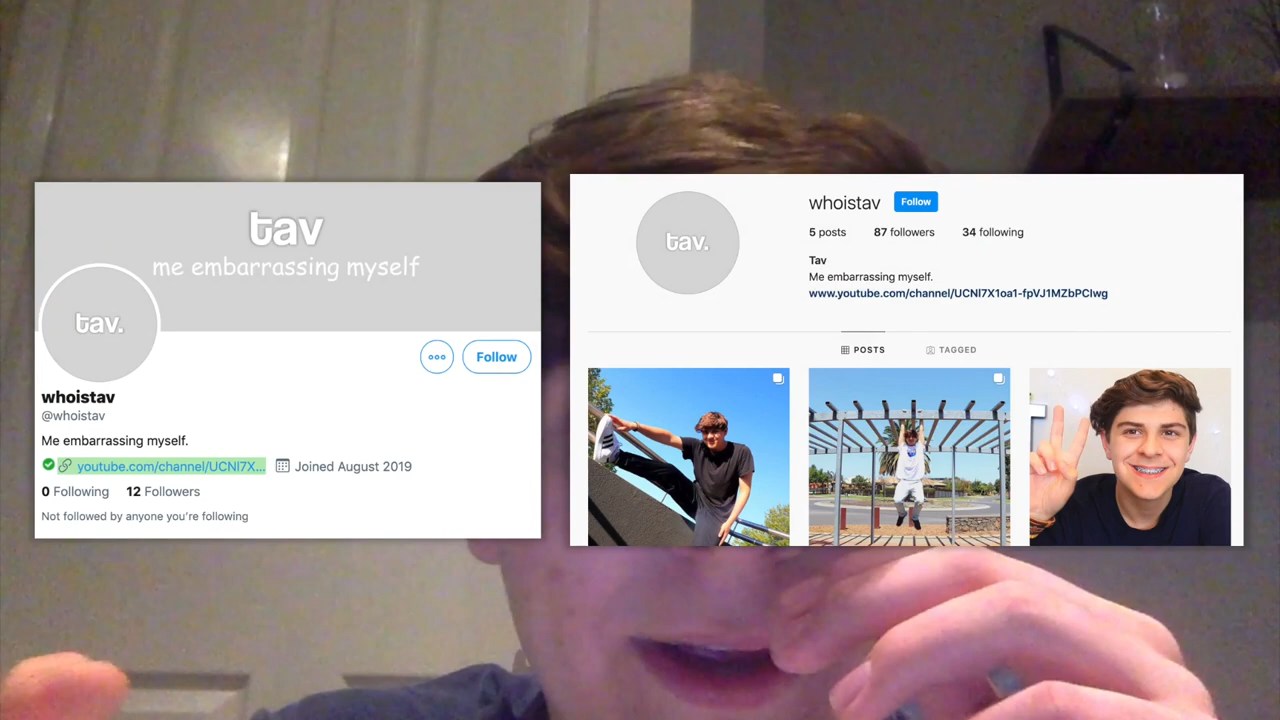 tav
me embarrassing myself
tav.
Follow
whoistav
@whoistav
Me embarrassing myself.
youtube.com/channel/UCNl7X... Joined August 2019
0 Following 12 Followers
Not followed by anyone you're following
tav.
whoistav Follow
5 posts 87 followers 34 following
Tav
Me embarrassing myself.
www.youtube.com/channel/UCNl7X1oa1-fpVJ1MZbPCIwg
POSTS TAGGED